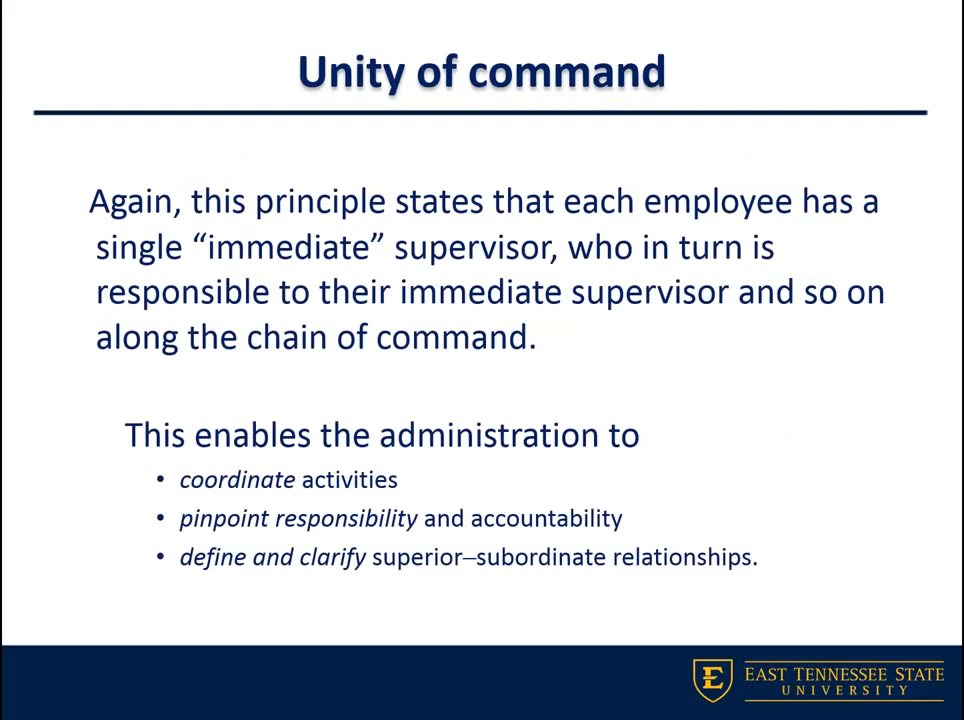 Unity of command
Again, this principle states that each employee has a
single “immediate” supervisor, who in turn is
responsible to their immediate supervisor and so on
along the chain of command.
This enables the administration to
• coordinate activities
• pinpoint responsibility and accountability
• define and clarify superior–subordinate relationships.
E
EAST TENNESSEE STATE
UNIVERSITY